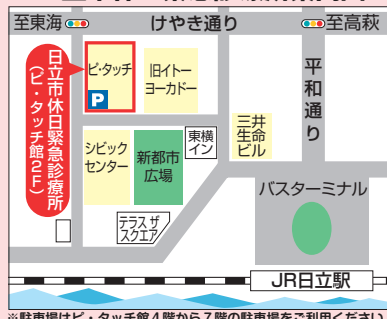 至東海
けやき通り
至高萩
日立市休日緊急診療所
(ピ・タッチ館2F)
ピ・タッチ
P
旧イトー
ヨーカドー
平和通り
シビック
センター
新都市
広場
東横
イン
三井
生命
ビル
テラス ザ
スクエア
バスターミナル
JR日立駅
※駐車場はピ・タッチ館4階から7階の駐車場をご利用ください